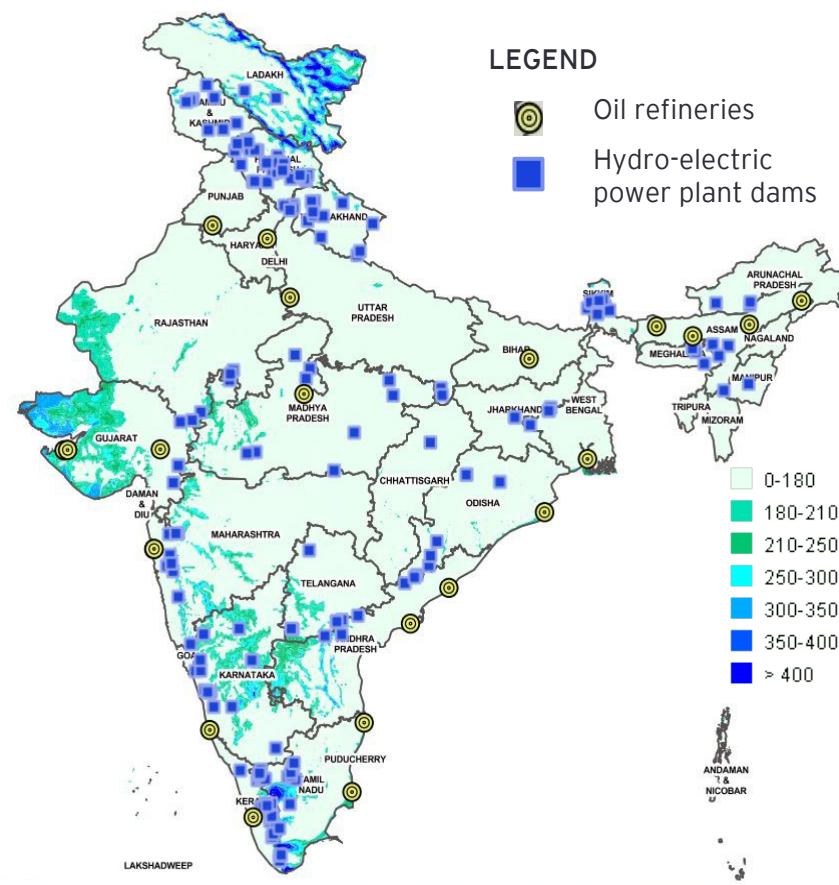 LEGEND
Oil refineries
Hydro-electric
power plant dams
LADAKH
KASHMIR
PUNJAB
DELHI
RAJASTHAN
UTTAR
PRADESH
SIKKIM
ARUNACHAL
PRADESH
ASSAM
NAGALAND
MANIPUR
TRIPURA
MIZORAM
BIHAR
JHARKHAND
WEST
BENGAL
GUJARAT
MADHYA
PRADESH
CHHATTISGARH
ODISHA
DAMAN
&
DIU
MAHARASHTRA
TELANGANA
PRADESH
KARNATAKA
PUDUCHERRY
NADU
LAKSHADWEEP
ANDAMAN
&
NICOBAR
0-180
180-210
210-250
250-300
300-350
350-400
> 400